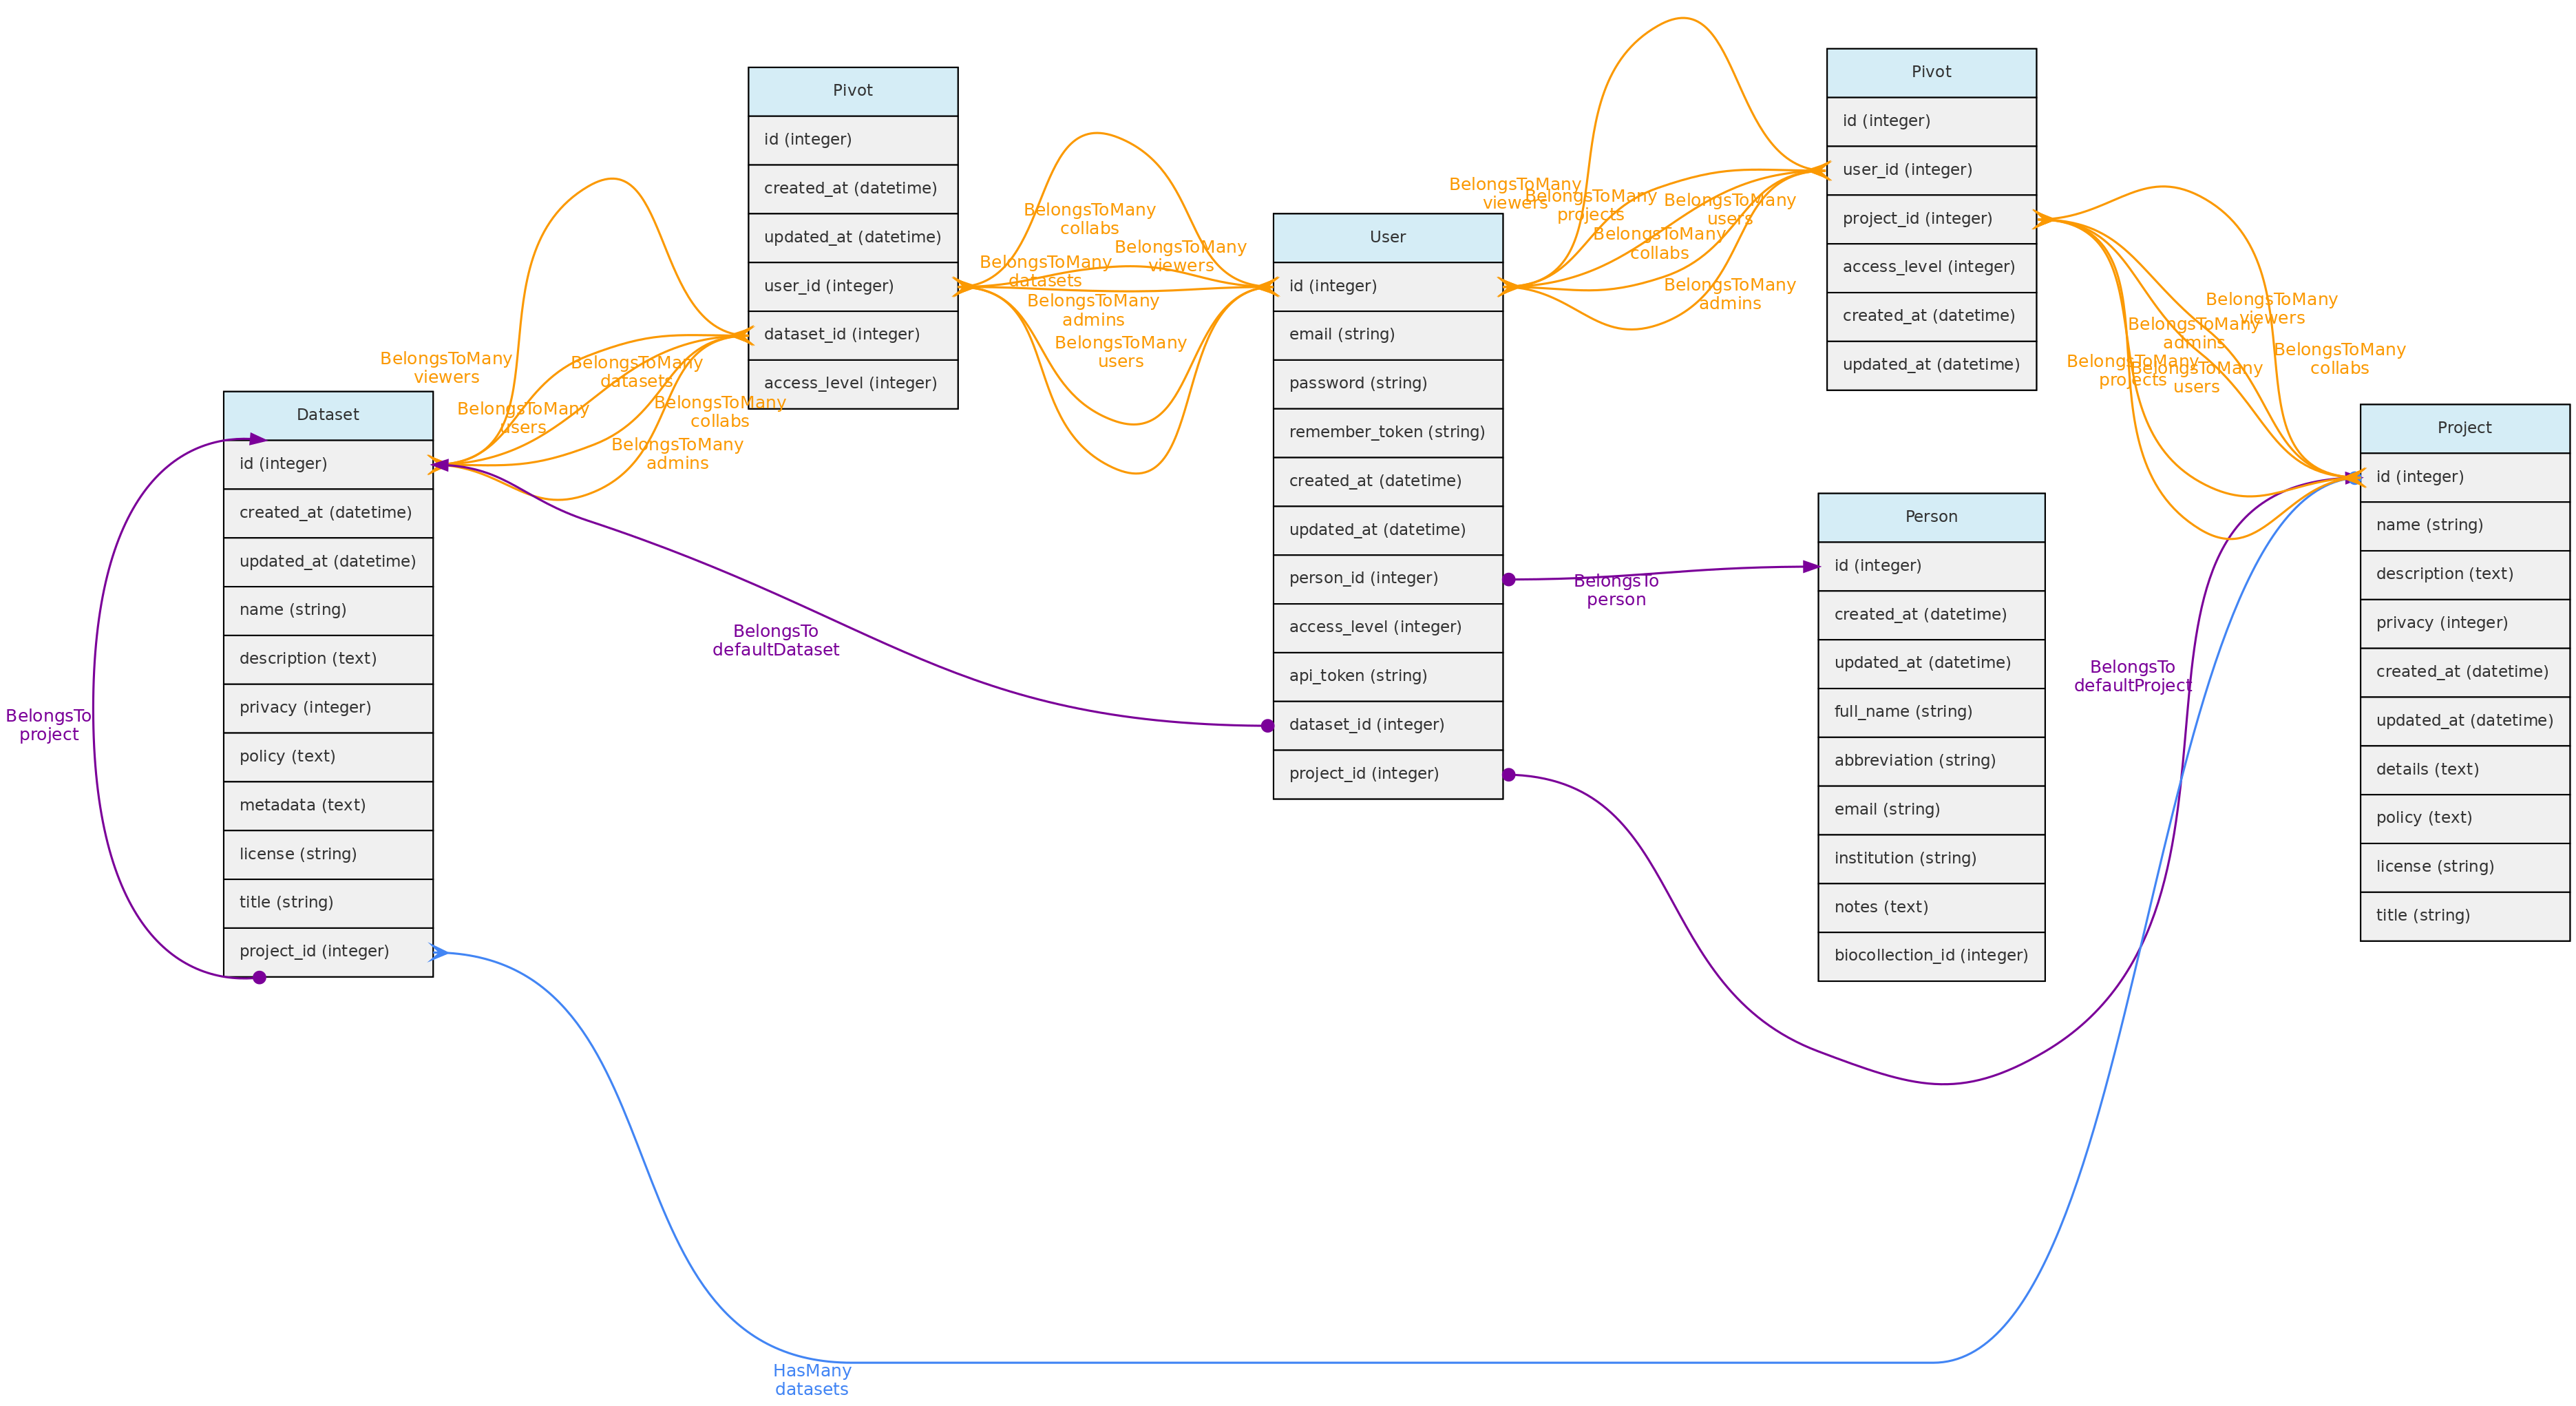 Pivot
id (integer)
created_at (datetime)
updated_at (datetime)
user_id (integer)
dataset_id (integer)
access_level (integer)
Pivot
id (integer)
user_id (integer)
project_id (integer)
access_level (integer)
created_at (datetime)
updated_at (datetime)
User
id (integer)
email (string)
password (string)
remember_token (string)
created_at (datetime)
updated_at (datetime)
person_id (integer)
access_level (integer)
api_token (string)
dataset_id (integer)
project_id (integer)
Dataset
id (integer)
created_at (datetime)
updated_at (datetime)
name (string)
description (text)
privacy (integer)
policy (text)
metadata (text)
license (string)
title (string)
project_id (integer)
Person
id (integer)
created_at (datetime)
updated_at (datetime)
full_name (string)
abbreviation (string)
email (string)
institution (string)
notes (text)
biocollection_id (integer)
Project
id (integer)
name (string)
description (text)
privacy (integer)
created_at (datetime)
updated_at (datetime)
details (text)
policy (text)
license (string)
title (string)
BelongsToMany
viewers
BelongsToMany
users
BelongsToMany
datasets
BelongsToMany
collabs
BelongsToMany
admins
BelongsToMany
collabs
BelongsToMany
viewers
BelongsToMany
datasets
BelongsToMany
admins
BelongsToMany
users
BelongsToMany
viewers
BelongsToMany
projects
BelongsToMany
users
BelongsToMany
collabs
BelongsToMany
admins
BelongsToMany
viewers
BelongsToMany
admins
BelongsToMany
collabs
BelongsToMany
projects
BelongsToMany
users
BelongsTo
project
BelongsTo
defaultDataset
BelongsTo
person
BelongsTo
defaultProject
HasMany
datasets